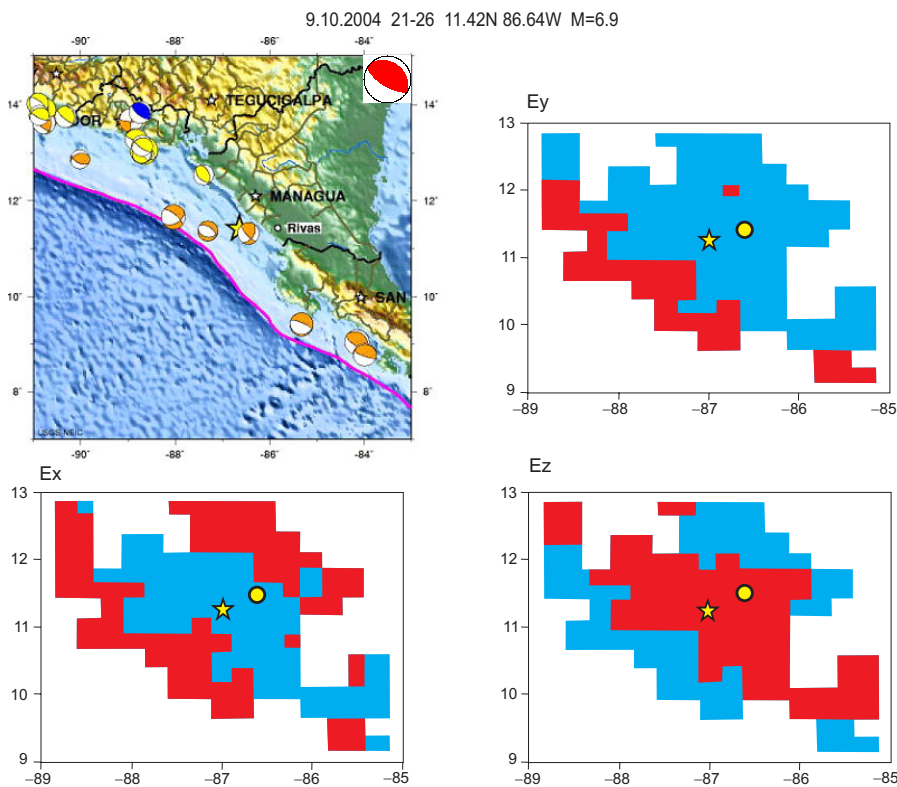 9.10.2004 21-26 11.42N 86.64W M=6.9
-90° -88° -86° -84°
14° 14°
TEGUCIGALPA
DOR
12° MANAGUA 12°
Rivas
10° SAN 10°
8° 8°
USGS NEIC
-90° -88° -86° -84°
Ey
13
12
11
10
9
–89 –88 –87 –86 –85
Ex
13
12
11
10
9
–89 –88 –87 –86 –85
Ez
13
12
11
10
9
–89 –88 –87 –86 –85